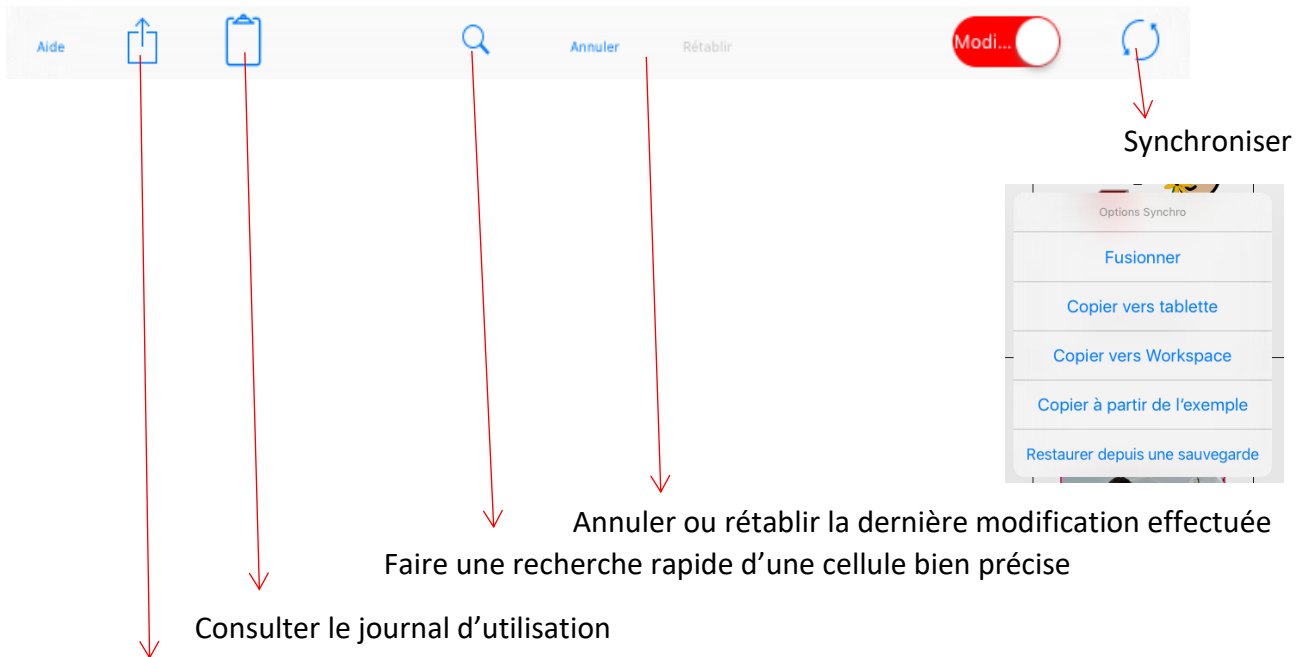 Aide
Annuler
Rétablir
Modi...
Synchroniser
Options Synchro
Fusionner
Copier vers tablette
Copier vers Workspace
Copier à partir de l’exemple
Restaurer depuis une sauvegarde
Annuler ou rétablir la dernière modification effectuée
Faire une recherche rapide d’une cellule bien précise
Consulter le journal d’utilisation